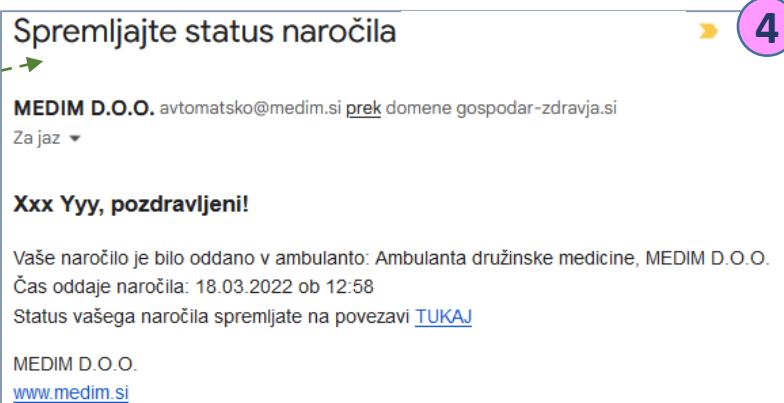 Spremljajte status naročila
4
MEDIM D.O.O. avtomatsko@medim.si prek domene gospodar-zdravja.si
Za jaz
Xxx Yyy, pozdravljeni!
Vaše naročilo je bilo oddano v ambulanto: Ambulanta družinske medicine, MEDIM D.O.O.
Čas oddaje naročila: 18.03.2022 ob 12:58
Status vašega naročila spremljate na povezavi TUKAJ
MEDIM D.O.O.
www.medim.si